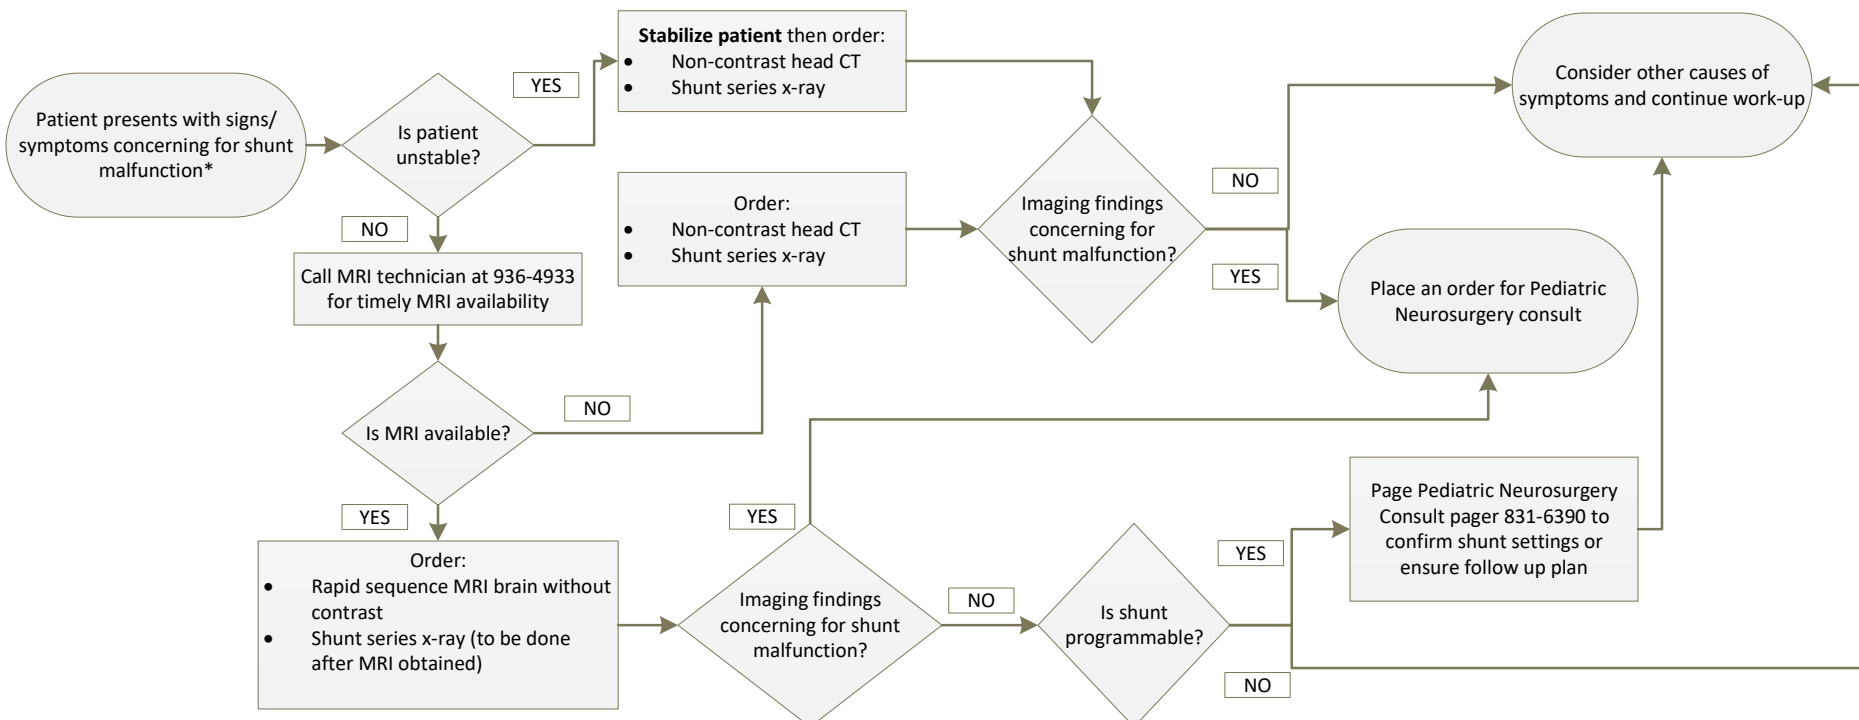 Patient presents with signs/
symptoms concerning for shunt
malfunction*
Is patient
unstable?
YES
Stabilize patient then order:
• Non-contrast head CT
• Shunt series x-ray
NO
Call MRI technician at 936-4933
for timely MRI availability
Is MRI available?
NO
Order:
• Non-contrast head CT
• Shunt series x-ray
Imaging findings
concerning for
shunt malfunction?
NO
Consider other causes of
symptoms and continue work-up
YES
Place an order for Pediatric
Neurosurgery consult
YES
Order:
• Rapid sequence MRI brain without
contrast
• Shunt series x-ray (to be done
after MRI obtained)
Imaging findings
concerning for shunt
malfunction?
YES
NO
Is shunt
programmable?
YES
Page Pediatric Neurosurgery
Consult pager 831-6390 to
confirm shunt settings or
ensure follow up plan
NO